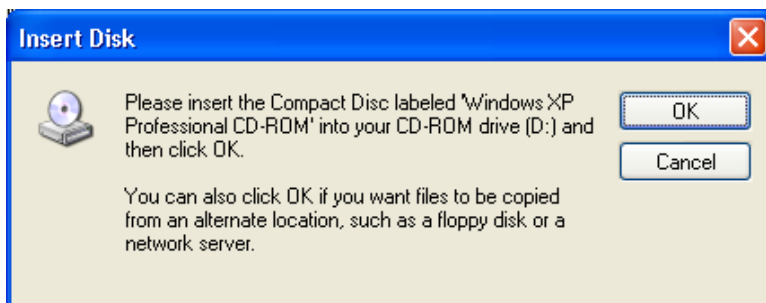 Insert Disk
Please insert the Compact Disc labeled 'Windows XP
Professional CD-ROM' into your CD-ROM drive (D:) and
then click OK.
OK
Cancel
You can also click OK if you want files to be copied
from an alternate location, such as a floppy disk or a
network server.